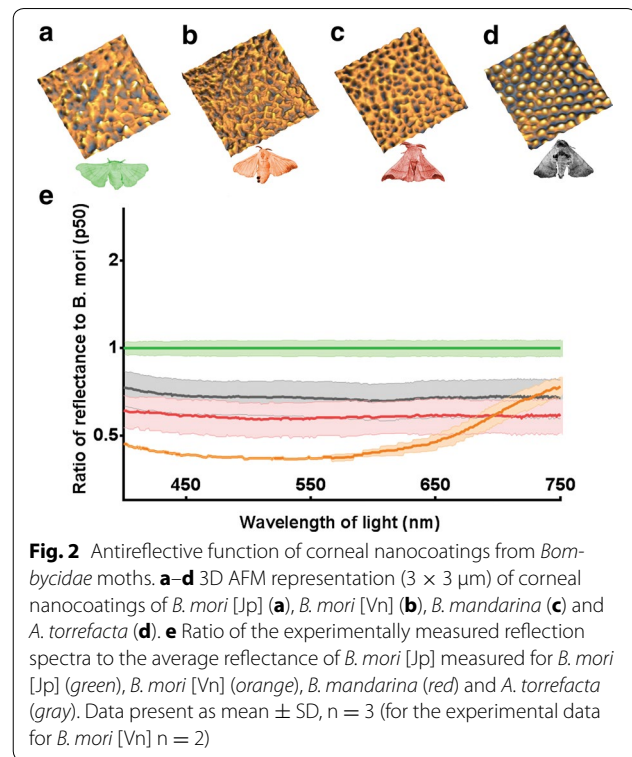 a
b
c
d
e
Ratio of reflectance to B. mori (p50)
2
1
0.5
450
550
650
750
Wavelength of light (nm)
Fig. 2 Antireflective function of corneal nanocoatings from Bom-
bycidae moths. a–d 3D AFM representation (3 × 3 μm) of corneal
nanocoatings of B. mori [Jp] (a), B. mori [Vn] (b), B. mandarina (c) and
A. torrefacta (d). e Ratio of the experimentally measured reflection
spectra to the average reflectance of B. mori [Jp] measured for B. mori
[Jp] (green), B. mori [Vn] (orange), B. mandarina (red) and A. torrefacta
(gray). Data present as mean ± SD, n = 3 (for the experimental data
for B. mori [Vn] n = 2)